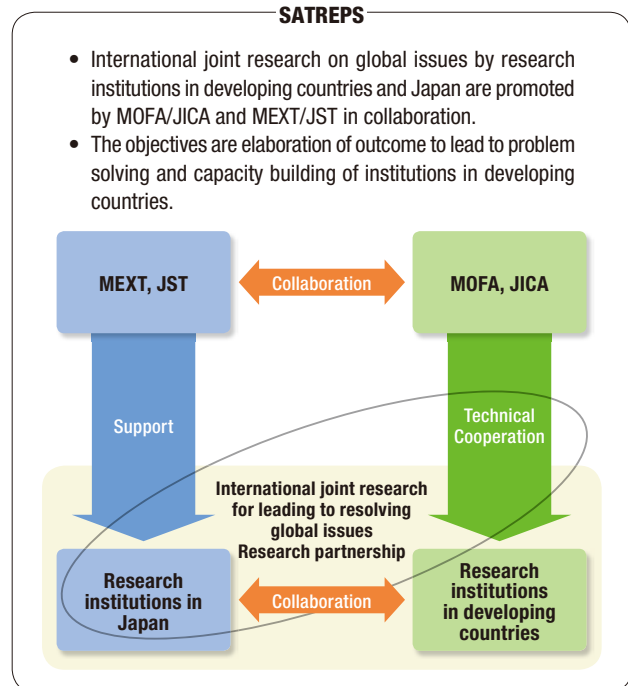 SATREPS
• International joint research on global issues by research
institutions in developing countries and Japan are promoted
by MOFA/JICA and MEXT/JST in collaboration.
• The objectives are elaboration of outcome to lead to problem
solving and capacity building of institutions in developing
countries.
MEXT, JST
Collaboration
MOFA, JICA
Support
Technical
Cooperation
International joint research
for leading to resolving
global issues
Research partnership
Research
institutions in
Japan
Collaboration
Research
institutions
in developing
countries